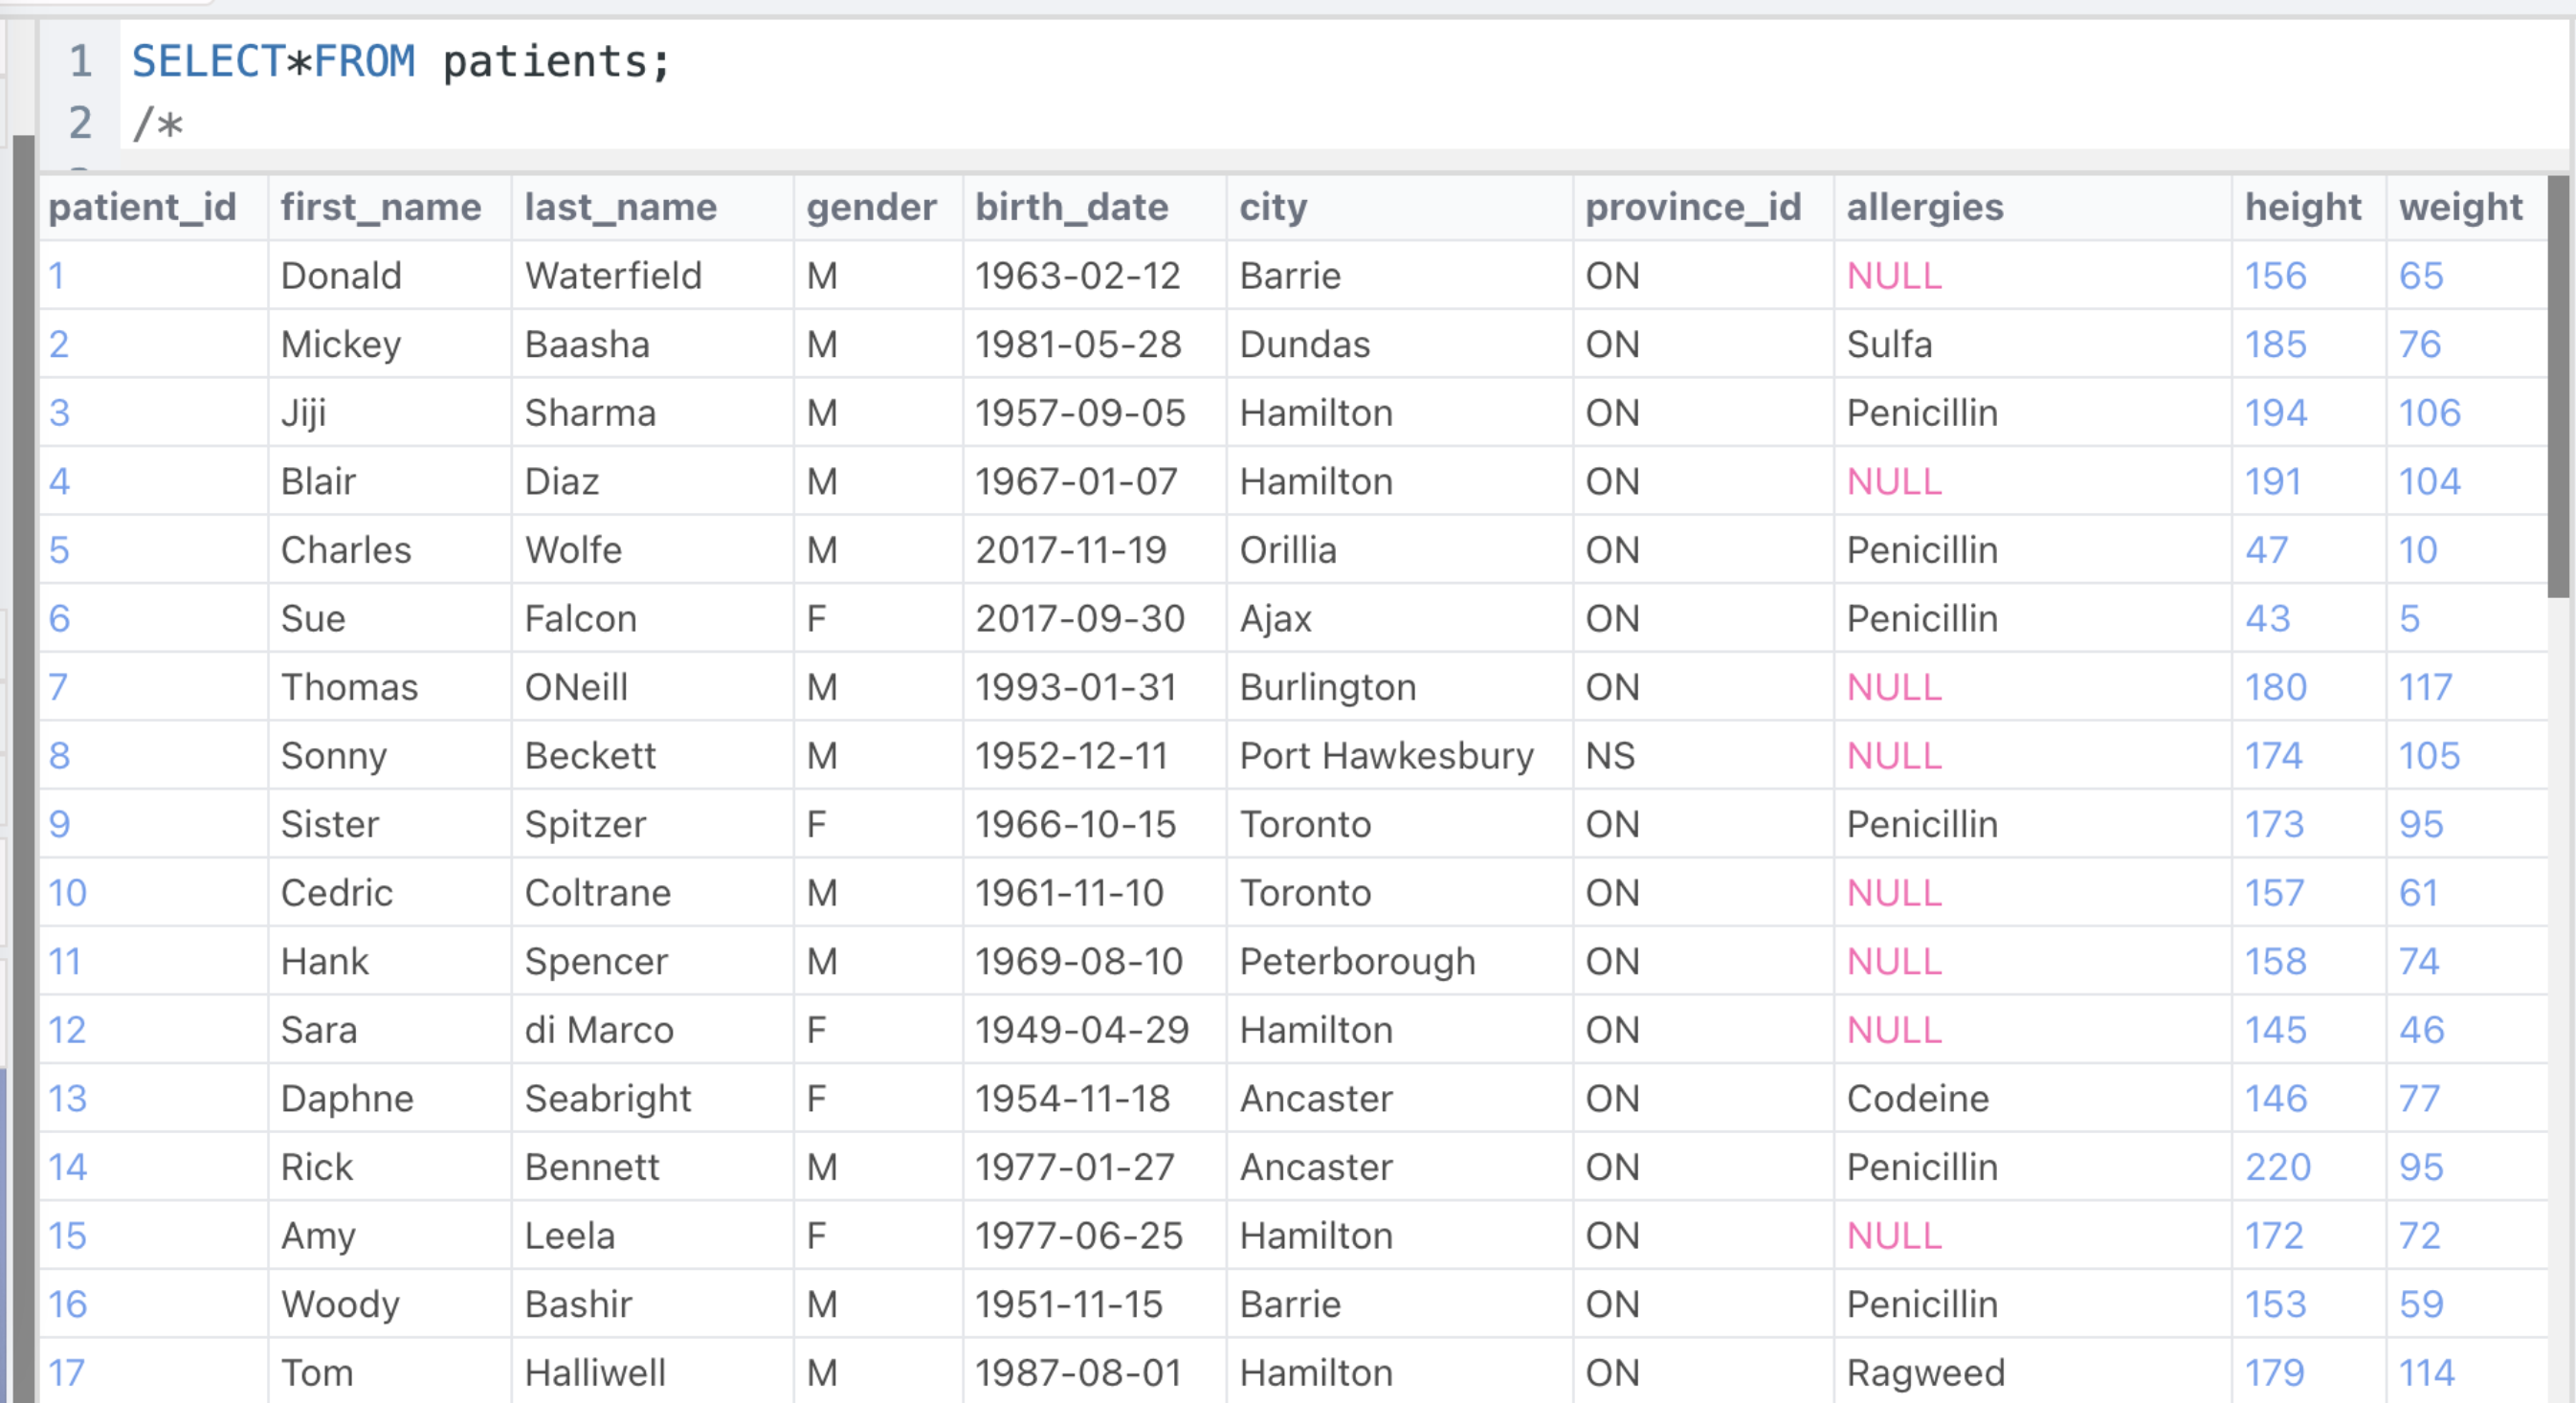 1 SELECT*FROM patients;
2 /*
patient_id first_name last_name gender birth_date city province_id allergies height weight
1 Donald Waterfield M 1963-02-12 Barrie ON NULL 156 65
2 Mickey Baasha M 1981-05-28 Dundas ON Sulfa 185 76
3 Jiji Sharma M 1957-09-05 Hamilton ON Penicillin 194 106
4 Blair Diaz M 1967-01-07 Hamilton ON NULL 191 104
5 Charles Wolfe M 2017-11-19 Orillia ON Penicillin 47 10
6 Sue Falcon F 2017-09-30 Ajax ON Penicillin 43 5
7 Thomas ONeill M 1993-01-31 Burlington ON NULL 180 117
8 Sonny Beckett M 1952-12-11 Port Hawkesbury NS NULL 174 105
9 Sister Spitzer F 1966-10-15 Toronto ON Penicillin 173 95
10 Cedric Coltrane M 1961-11-10 Toronto ON NULL 157 61
11 Hank Spencer M 1969-08-10 Peterborough ON NULL 158 74
12 Sara di Marco F 1949-04-29 Hamilton ON NULL 145 46
13 Daphne Seabright F 1954-11-18 Ancaster ON Codeine 146 77
14 Rick Bennett M 1977-01-27 Ancaster ON Penicillin 220 95
15 Amy Leela F 1977-06-25 Hamilton ON NULL 172 72
16 Woody Bashir M 1951-11-15 Barrie ON Penicillin 153 59
17 Tom Halliwell M 1987-08-01 Hamilton ON Ragweed 179 114